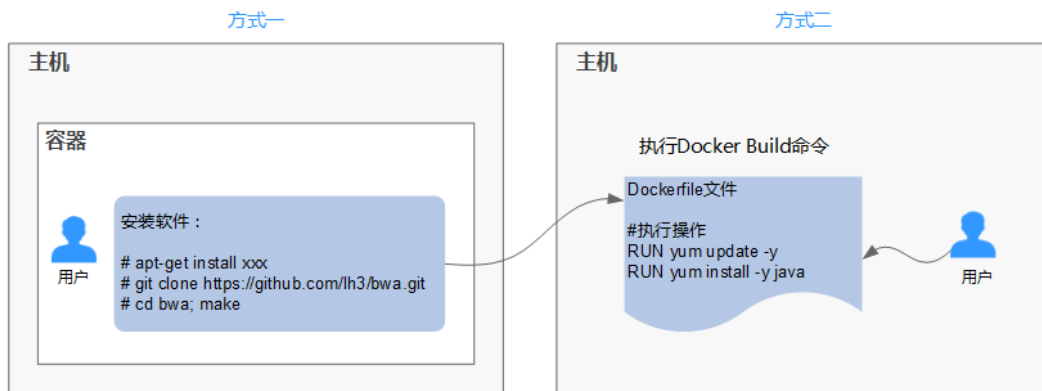 方式一
主机
容器
安装软件：
# apt-get install xxx
# git clone https://github.com/lh3/bwa.git
# cd bwa; make
用户
方式二
主机
执行Docker Build命令
Dockerfile文件
#执行操作
RUN yum update -y
RUN yum install -y java
用户